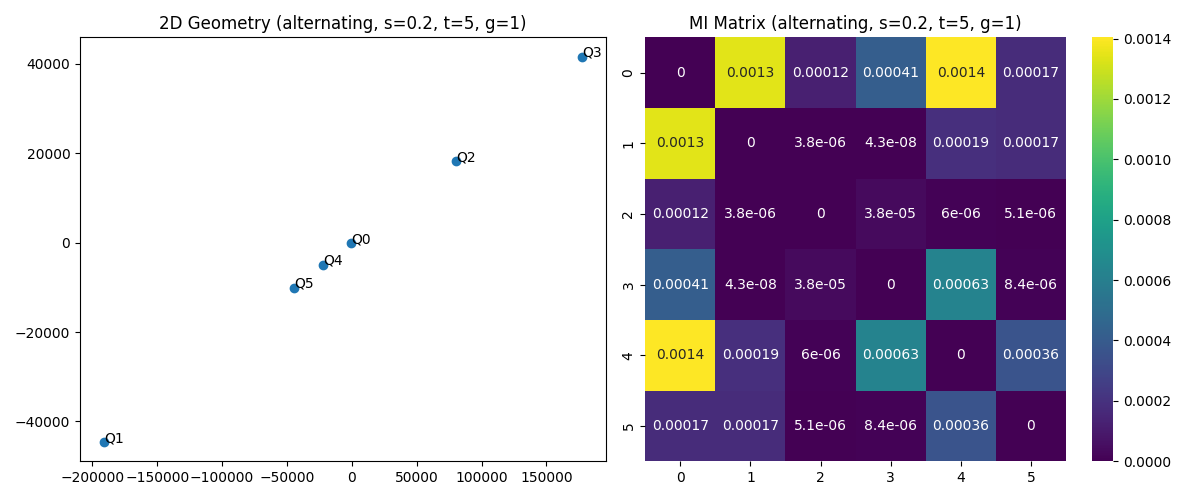 2D Geometry (alternating, s=0.2, t=5, g=1)
40000
20000
0
−20000
−40000
−200000 −150000 −100000 −50000 0 50000 100000 150000
Q3
Q2
Q0
Q4
Q5
Q1
MI Matrix (alternating, s=0.2, t=5, g=1)
0 0 0.0013 0.00012 0.00041 0.0014 0.00017
1 0.0013 0 3.8e-06 4.3e-08 0.00019 0.00017
2 0.00012 3.8e-06 0 3.8e-05 6e-06 5.1e-06
3 0.00041 4.3e-08 3.8e-05 0 0.00063 8.4e-06
4 0.0014 0.00019 6e-06 0.00063 0 0.00036
5 0.00017 0.00017 5.1e-06 8.4e-06 0.00036 0
0 1 2 3 4 5
0.0014
0.0012
0.0010
0.0008
0.0006
0.0004
0.0002
0.0000